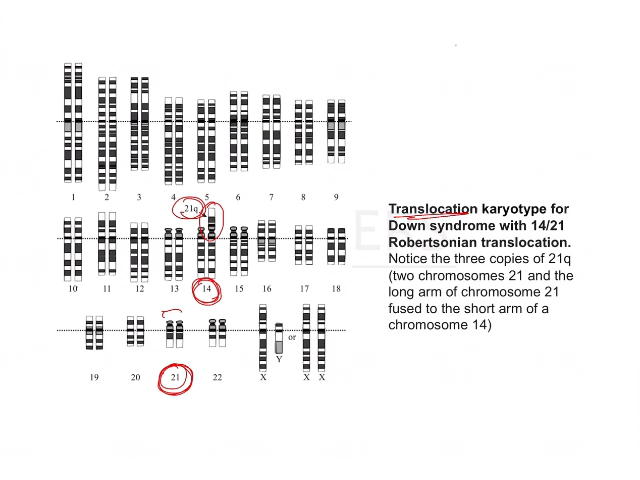 1 2 3 4 5 6 7 8 9
21q
Translocation karyotype for
Down syndrome with 14/21
Robertsonian translocation.
Notice the three copies of 21q
(two chromosomes 21 and the
long arm of chromosome 21
fused to the short arm of a
chromosome 14)
10 11 12 13 14 15 16 17 18
or
Y
19 20 21 22 X X X